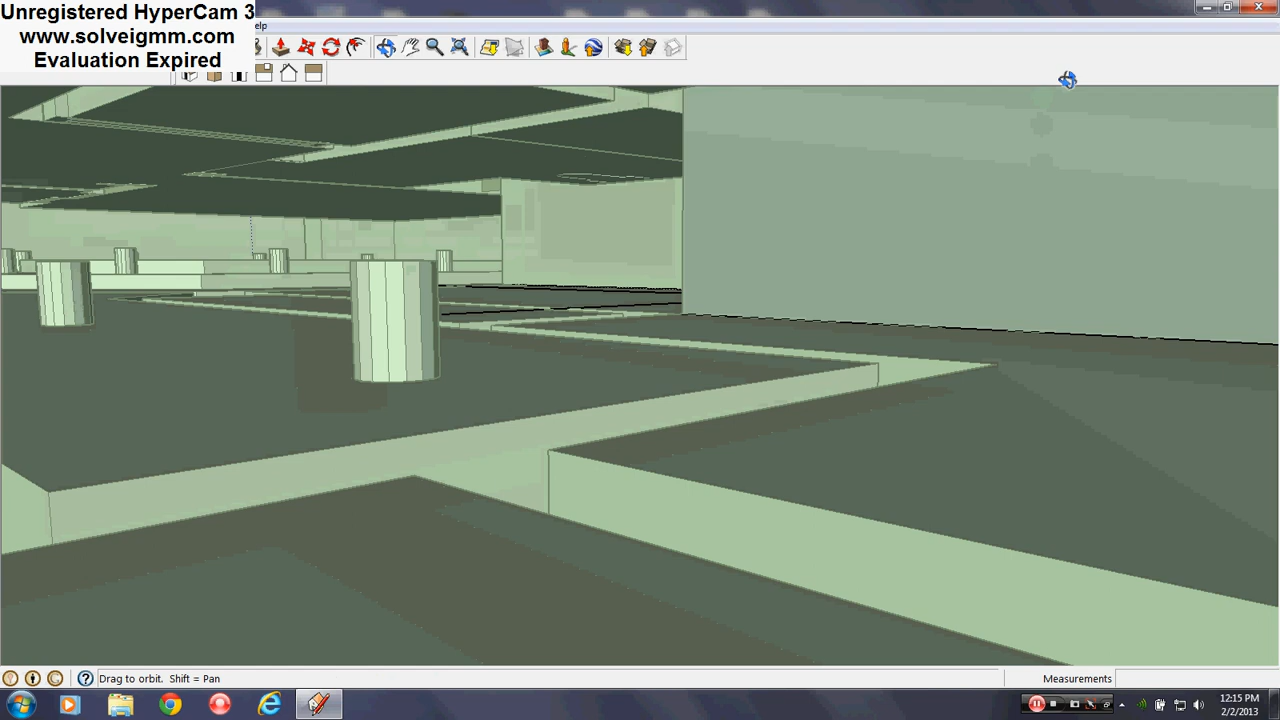 Unregistered HyperCam 3
www.solveigmm.com
Evaluation Expired
elp
Drag to orbit. Shift = Pan
Measurements
12:15 PM
2/2/2013